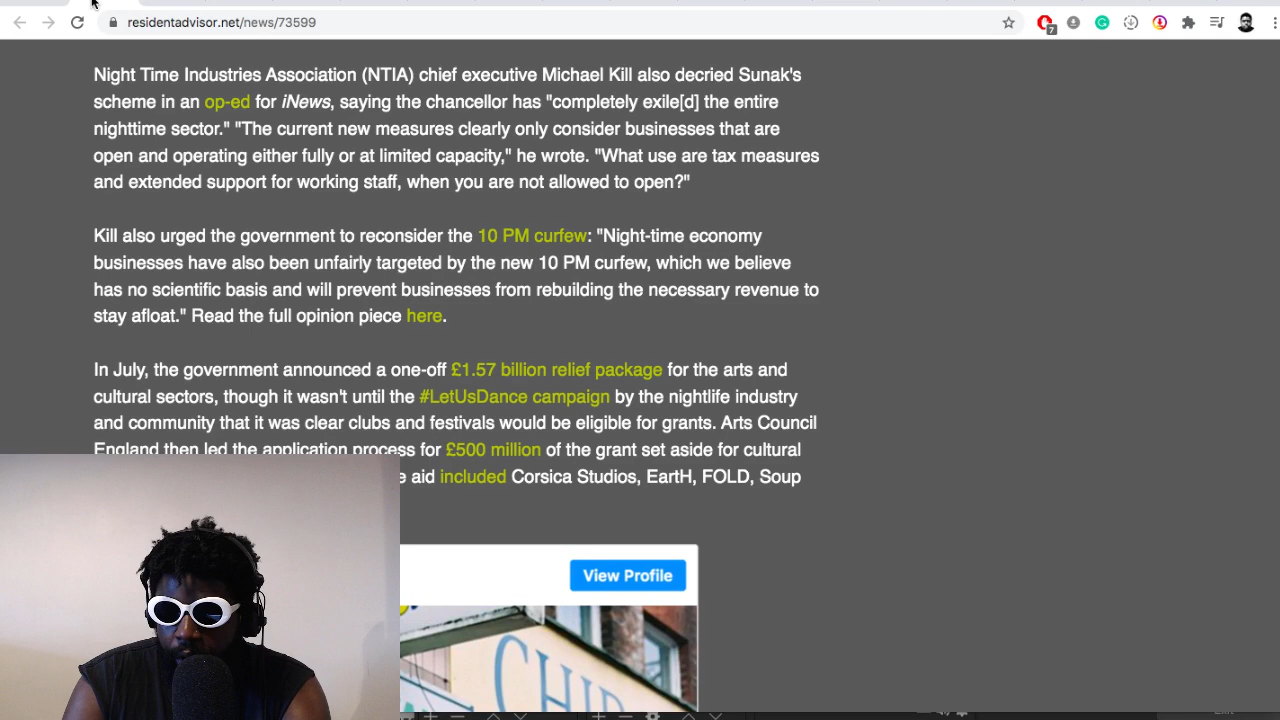 residentadvisor.net/news/73599
7
Night Time Industries Association (NTIA) chief executive Michael Kill also decried Sunak's
scheme in an op-ed for iNews, saying the chancellor has "completely exile[d] the entire
nighttime sector." "The current new measures clearly only consider businesses that are
open and operating either fully or at limited capacity," he wrote. "What use are tax measures
and extended support for working staff, when you are not allowed to open?"
Kill also urged the government to reconsider the 10 PM curfew: "Night-time economy
businesses have also been unfairly targeted by the new 10 PM curfew, which we believe
has no scientific basis and will prevent businesses from rebuilding the necessary revenue to
stay afloat." Read the full opinion piece here.
In July, the government announced a one-off £1.57 billion relief package for the arts and
cultural sectors, though it wasn't until the #LetUsDance campaign by the nightlife industry
and community that it was clear clubs and festivals would be eligible for grants. Arts Council
England then led the application process for £500 million of the grant set aside for cultural
e aid included Corsica Studios, EartH, FOLD, Soup
View Profile
CHIP